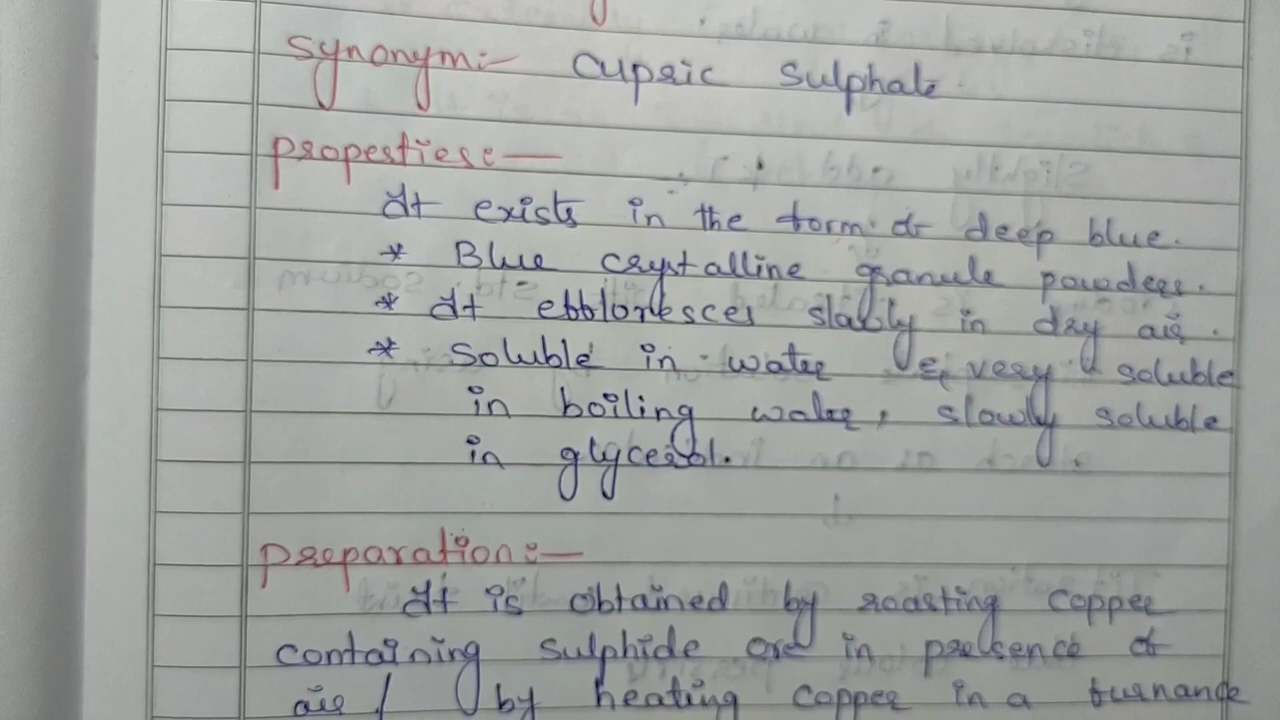 Synonym:- Cupric Sulphate
Properties:-
It exists in the form of deep blue.
* Blue crystalline granule powders.
* It effloresces slably in dry air.
* Soluble in water & very soluble
in boiling water, slowly soluble
in glycerol.
Preparation:-
It is obtained by roasting copper
containing sulphide ore in presence of
air / by heating copper in a furnance